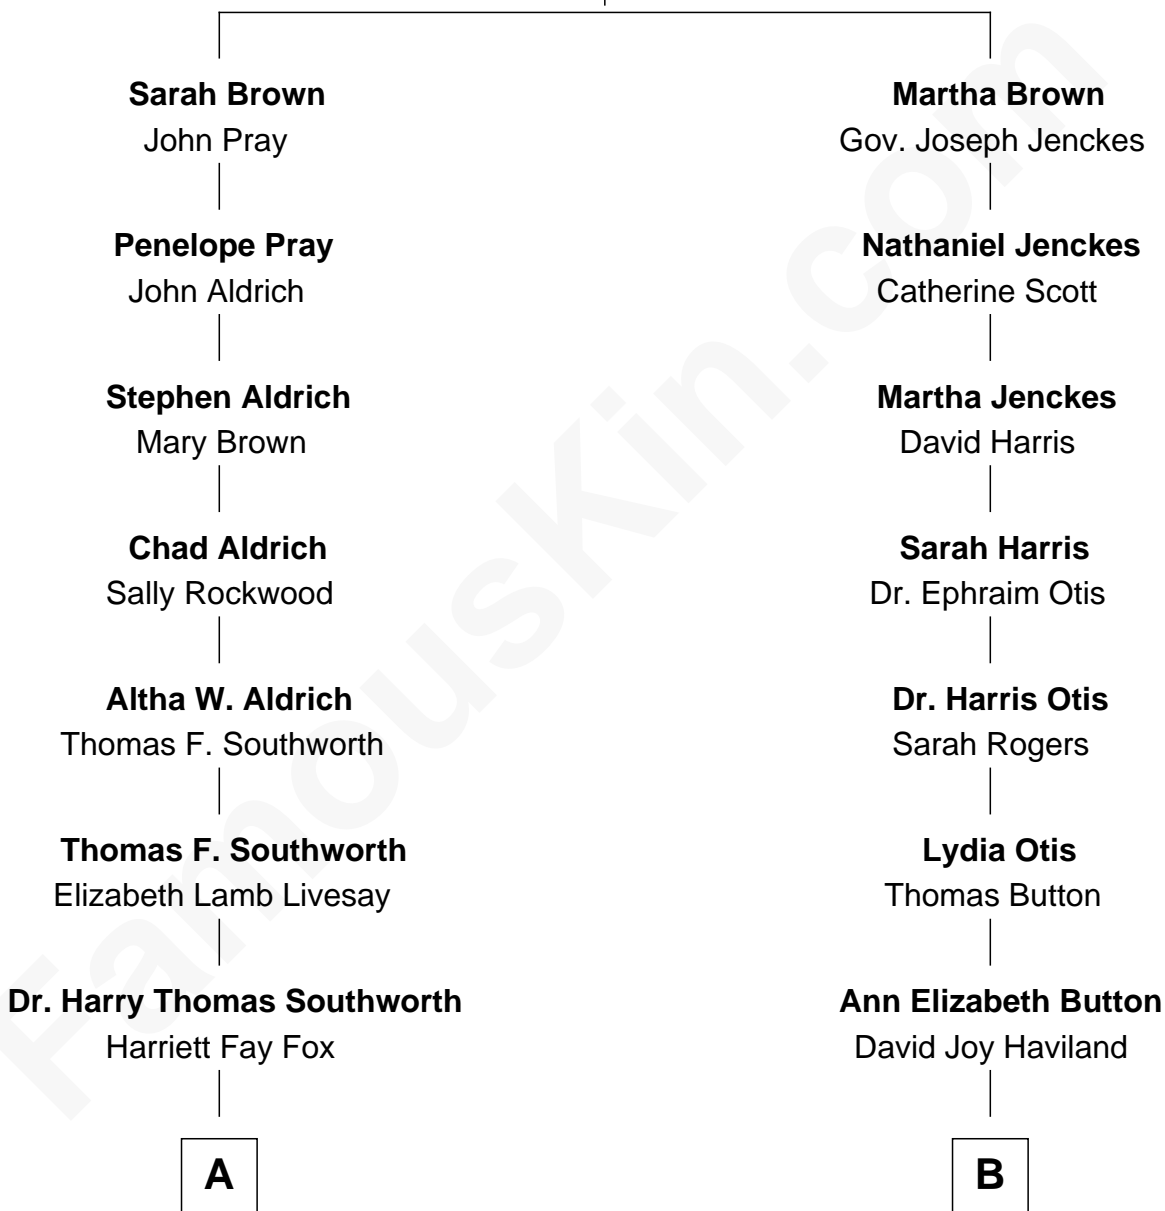 Sarah Brown
John Pray
Penelope Pray
John Aldrich
Stephen Aldrich
Mary Brown
Chad Aldrich
Sally Rockwood
Altha W. Aldrich
Thomas F. Southworth
Thomas F. Southworth
Elizabeth Lamb Livesay
Dr. Harry Thomas Southworth
Harriett Fay Fox
A
Martha Brown
Gov. Joseph Jenckes
Nathaniel Jenckes
Catherine Scott
Martha Jenckes
David Harris
Sarah Harris
Dr. Ephraim Otis
Dr. Harris Otis
Sarah Rogers
Lydia Otis
Thomas Button
Ann Elizabeth Button
David Joy Haviland
B
FamousKin.com